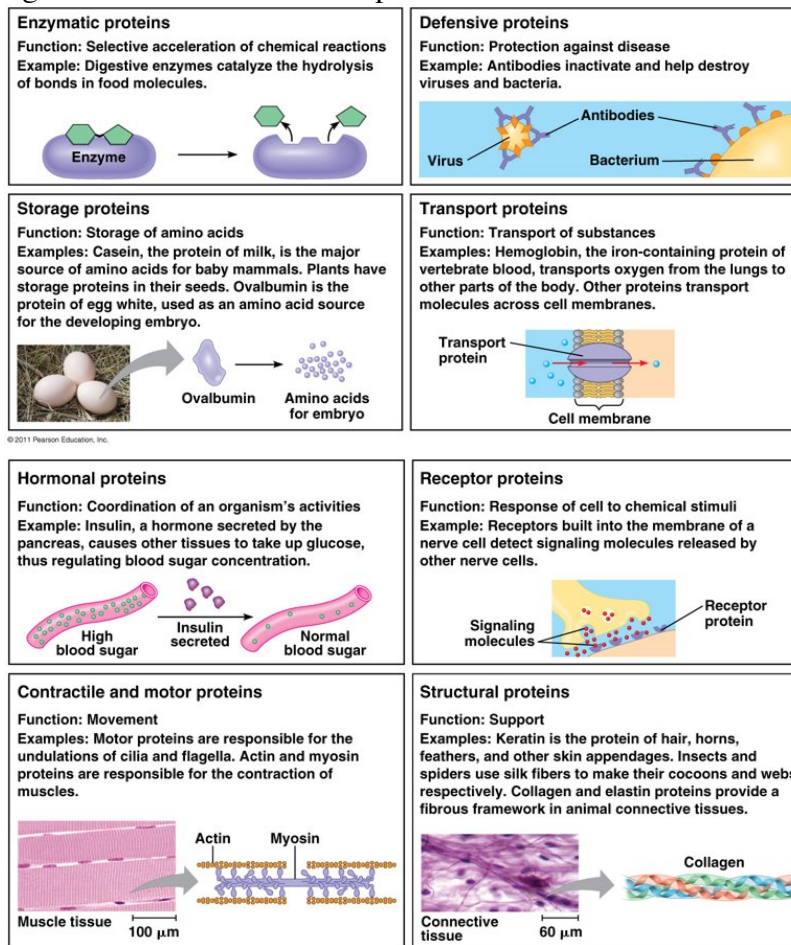 Enzymatic proteins
Function: Selective acceleration of chemical reactions
Example: Digestive enzymes catalyze the hydrolysis
of bonds in food molecules.
Enzyme
Defensive proteins
Function: Protection against disease
Example: Antibodies inactivate and help destroy
viruses and bacteria.
Antibodies
Virus
Bacterium
Storage proteins
Function: Storage of amino acids
Examples: Casein, the protein of milk, is the major
source of amino acids for baby mammals. Plants have
storage proteins in their seeds. Ovalbumin is the
protein of egg white, used as an amino acid source
for the developing embryo.
Ovalbumin
Amino acids
for embryo
Transport proteins
Function: Transport of substances
Examples: Hemoglobin, the iron-containing protein of
vertebrate blood, transports oxygen from the lungs to
other parts of the body. Other proteins transport
molecules across cell membranes.
Transport
protein
Cell membrane
© 2011 Pearson Education, Inc.
Hormonal proteins
Function: Coordination of an organism's activities
Example: Insulin, a hormone secreted by the
pancreas, causes other tissues to take up glucose,
thus regulating blood sugar concentration.
High
blood sugar
Insulin
secreted
Normal
blood sugar
Receptor proteins
Function: Response of cell to chemical stimuli
Example: Receptors built into the membrane of a
nerve cell detect signaling molecules released by
other nerve cells.
Signaling
molecules
Receptor
protein
Contractile and motor proteins
Function: Movement
Examples: Motor proteins are responsible for the
undulations of cilia and flagella. Actin and myosin
proteins are responsible for the contraction of
muscles.
Actin
Myosin
Muscle tissue
100 µm
Structural proteins
Function: Support
Examples: Keratin is the protein of hair, horns,
feathers, and other skin appendages. Insects and
spiders use silk fibers to make their cocoons and webs
respectively. Collagen and elastin proteins provide a
fibrous framework in animal connective tissues.
Collagen
Connective
tissue
60 µm